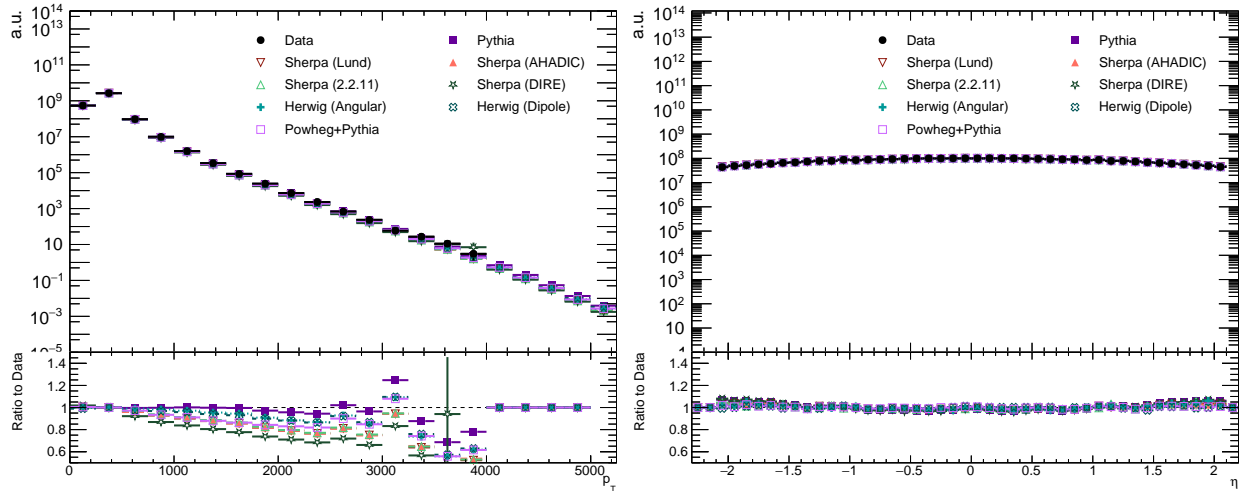 a.u.
10^14
10^13
10^11
10^9
10^7
10^5
10^3
10
10^−1
10^−3
10^−5
Data
Pythia
Sherpa (Lund)
Sherpa (AHADIC)
Sherpa (2.2.11)
Sherpa (DIRE)
Herwig (Angular)
Herwig (Dipole)
Powheg+Pythia
Ratio to Data
1.4
1.2
1
0.8
0.6
0 1000 2000 3000 4000 5000
p_T
a.u.
10^14
10^13
10^12
10^11
10^10
10^9
10^8
10^7
10^6
10^5
10^4
10^3
10^2
10
1
Data
Pythia
Sherpa (Lund)
Sherpa (AHADIC)
Sherpa (2.2.11)
Sherpa (DIRE)
Herwig (Angular)
Herwig (Dipole)
Powheg+Pythia
Ratio to Data
1.4
1.2
1
0.8
0.6
−2 −1.5 −1 −0.5 0 0.5 1 1.5 2
η